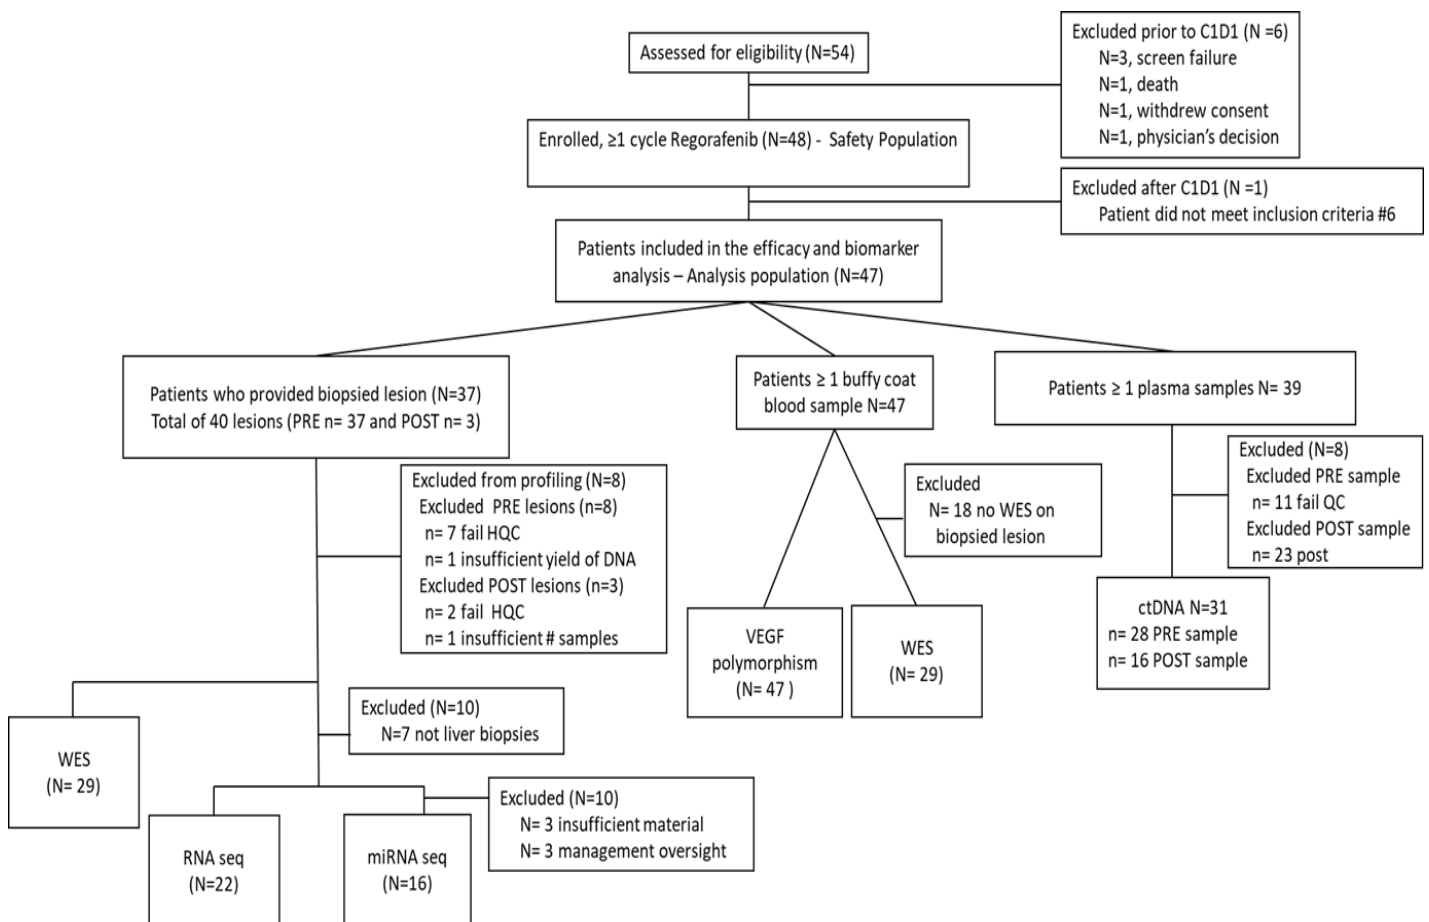 Assessed for eligibility (N=54)
Excluded prior to C1D1 (N =6)
N=3, screen failure
N=1, death
N=1, withdrew consent
N=1, physician's decision
Enrolled, ≥1 cycle Regorafenib (N=48) - Safety Population
Excluded after C1D1 (N =1)
Patient did not meet inclusion criteria #6
Patients included in the efficacy and biomarker
analysis – Analysis population (N=47)
Patients who provided biopsied lesion (N=37)
Total of 40 lesions (PRE n= 37 and POST n= 3)
Patients ≥ 1 buffy coat
blood sample N=47
Patients ≥ 1 plasma samples N= 39
Excluded from profiling (N=8)
Excluded PRE lesions (n=8)
n= 7 fail HQC
n= 1 insufficient yield of DNA
Excluded POST lesions (n=3)
n= 2 fail HQC
n= 1 insufficient # samples
Excluded
N= 18 no WES on
biopsied lesion
Excluded (N=8)
Excluded PRE sample
n= 11 fail QC
Excluded POST sample
n= 23 post
VEGF
polymorphism
(N= 47 )
WES
(N= 29)
ctDNA N=31
n= 28 PRE sample
n= 16 POST sample
WES
(N= 29)
Excluded (N=10)
N=7 not liver biopsies
RNA seq
(N=22)
miRNA seq
(N=16)
Excluded (N=10)
N= 3 insufficient material
N= 3 management oversight